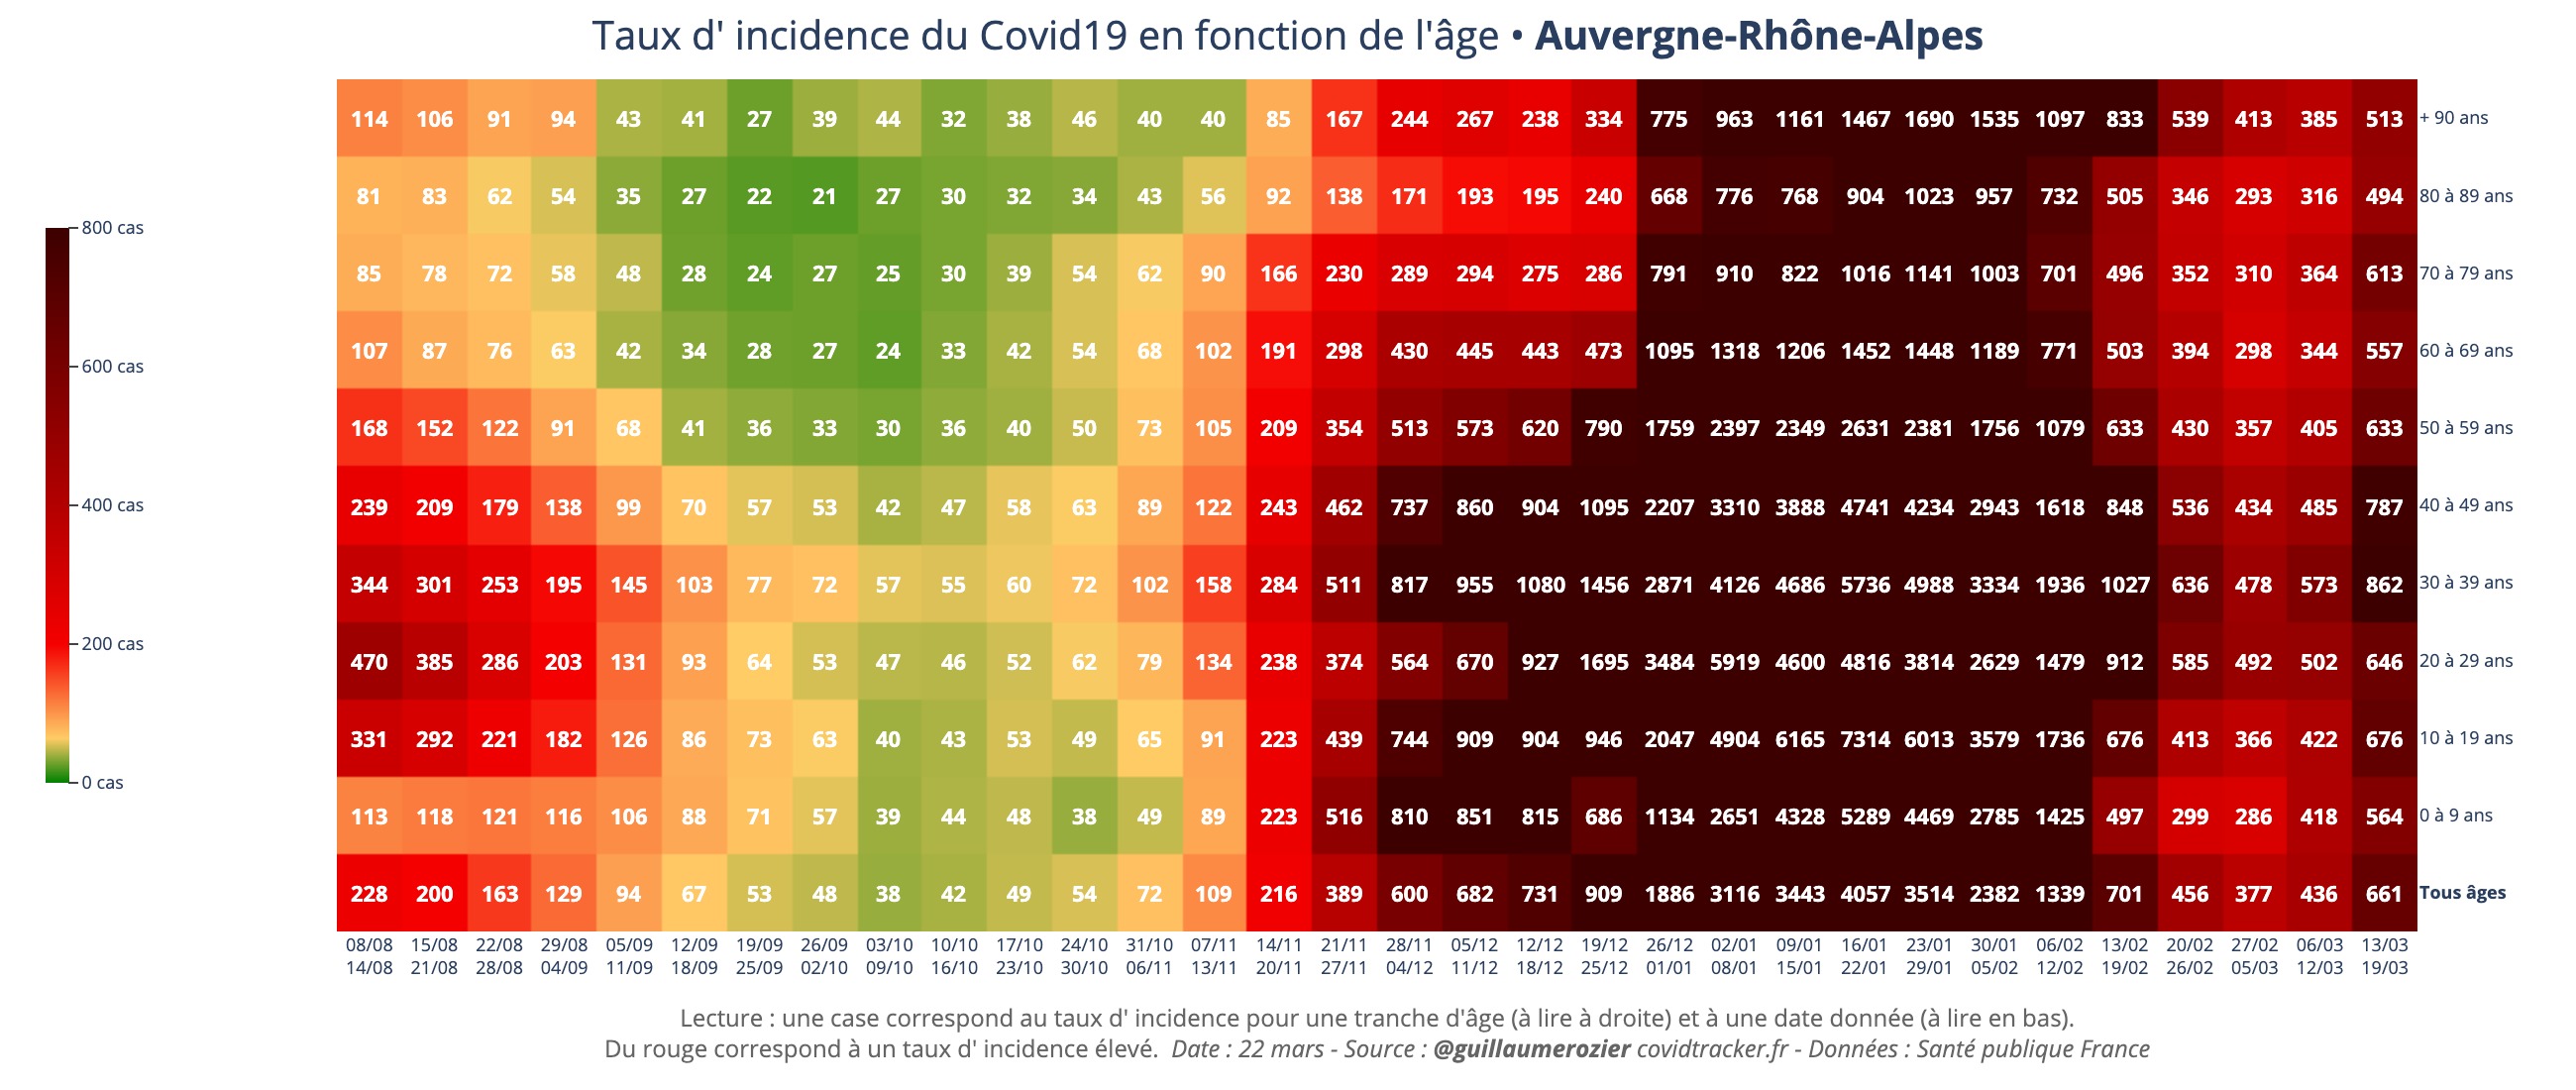 Taux d' incidence du Covid19 en fonction de l'âge • Auvergne-Rhône-Alpes
114 106 91 94 43 41 27 39 44 32 38 46 40 40 85 167 244 267 238 334 775 963 1161 1467 1690 1535 1097 833 539 413 385 513 + 90 ans
81 83 62 54 35 27 22 21 27 30 32 34 43 56 92 138 171 193 195 240 668 776 768 904 1023 957 732 505 346 293 316 494 80 à 89 ans
800 cas
85 78 72 58 48 28 24 27 25 30 39 54 62 90 166 230 289 294 275 286 791 910 822 1016 1141 1003 701 496 352 310 364 613 70 à 79 ans
107 87 76 63 42 34 28 27 24 33 42 54 68 102 191 298 430 445 443 473 1095 1318 1206 1452 1448 1189 771 503 394 298 344 557 60 à 69 ans
600 cas
168 152 122 91 68 41 36 33 30 36 40 50 73 105 209 354 513 573 620 790 1759 2397 2349 2631 2381 1756 1079 633 430 357 405 633 50 à 59 ans
400 cas
239 209 179 138 99 70 57 53 42 47 58 63 89 122 243 462 737 860 904 1095 2207 3310 3888 4741 4234 2943 1618 848 536 434 485 787 40 à 49 ans
344 301 253 195 145 103 77 72 57 55 60 72 102 158 284 511 817 955 1080 1456 2871 4126 4686 5736 4988 3334 1936 1027 636 478 573 862 30 à 39 ans
200 cas
470 385 286 203 131 93 64 53 47 46 52 62 79 134 238 374 564 670 927 1695 3484 5919 4600 4816 3814 2629 1479 912 585 492 502 646 20 à 29 ans
331 292 221 182 126 86 73 63 40 43 53 49 65 91 223 439 744 909 904 946 2047 4904 6165 7314 6013 3579 1736 676 413 366 422 676 10 à 19 ans
0 cas
113 118 121 116 106 88 71 57 39 44 48 38 49 89 223 516 810 851 815 686 1134 2651 4328 5289 4469 2785 1425 497 299 286 418 564 0 à 9 ans
228 200 163 129 94 67 53 48 38 42 49 54 72 109 216 389 600 682 731 909 1886 3116 3443 4057 3514 2382 1339 701 456 377 436 661 Tous âges
08/08 15/08 22/08 29/08 05/09 12/09 19/09 26/09 03/10 10/10 17/10 24/10 31/10 07/11 14/11 21/11 28/11 05/12 12/12 19/12 26/12 02/01 09/01 16/01 23/01 30/01 06/02 13/02 20/02 27/02 06/03 13/03
14/08 21/08 28/08 04/09 11/09 18/09 25/09 02/10 09/10 16/10 23/10 30/10 06/11 13/11 20/11 27/11 04/12 11/12 18/12 25/12 01/01 08/01 15/01 22/01 29/01 05/02 12/02 19/02 26/02 05/03 12/03 19/03
Lecture : une case correspond au taux d' incidence pour une tranche d'âge (à lire à droite) et à une date donnée (à lire en bas).
Du rouge correspond à un taux d' incidence élevé. Date : 22 mars - Source : @guillaumerozier covidtracker.fr - Données : Santé publique France